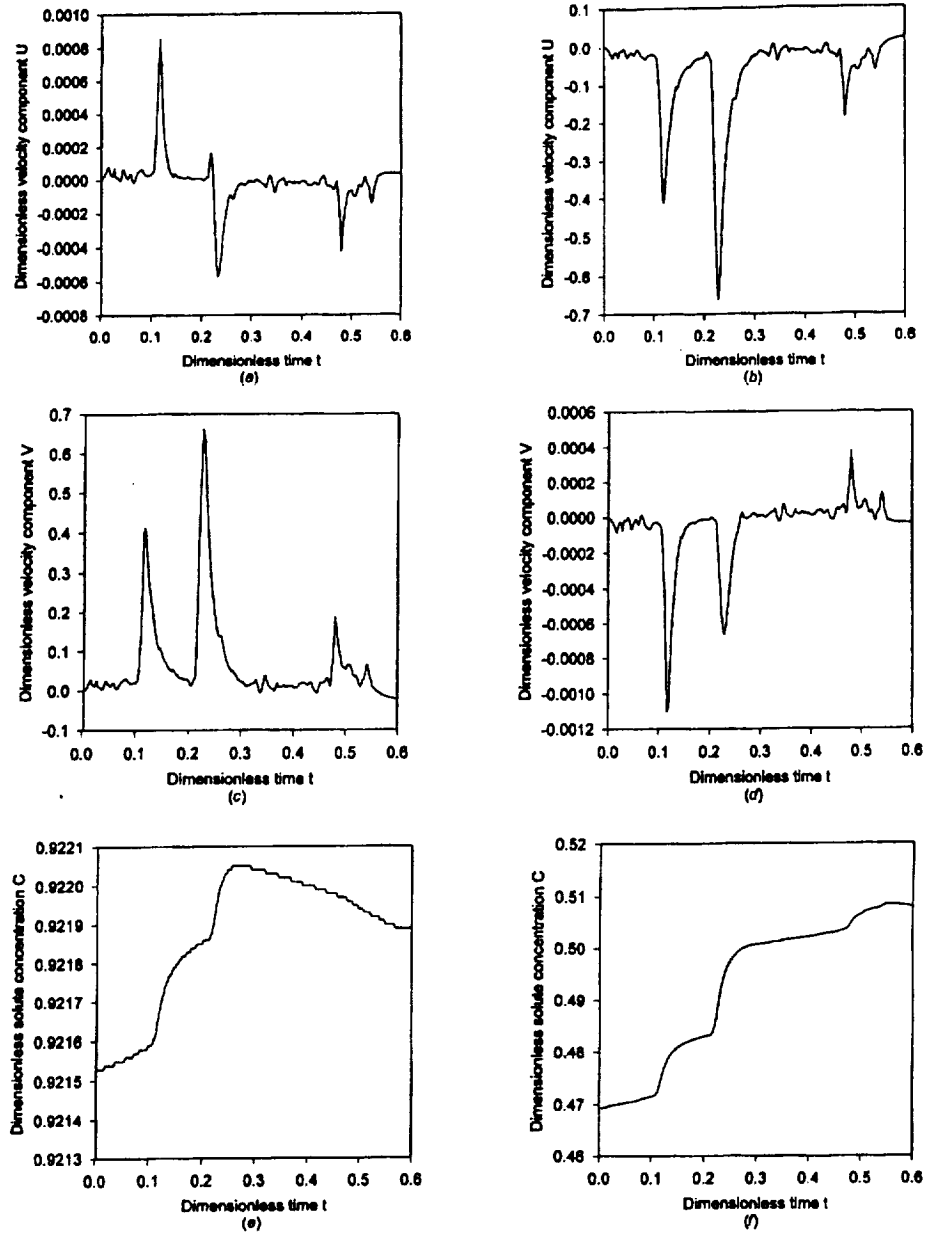 Dimensionless velocity component U
0.0010
0.0008
0.0006
0.0004
0.0002
0.0000
-0.0002
-0.0004
-0.0006
-0.0008
0.0 0.1 0.2 0.3 0.4 0.5 0.6
Dimensionless time t
(a)
Dimensionless velocity component U
0.1
0.0
-0.1
-0.2
-0.3
-0.4
-0.5
-0.6
-0.7
0.0 0.1 0.2 0.3 0.4 0.5 0.6
Dimensionless time t
(b)
Dimensionless velocity component V
0.7
0.6
0.5
0.4
0.3
0.2
0.1
0.0
-0.1
0.0 0.1 0.2 0.3 0.4 0.5 0.6
Dimensionless time t
(c)
Dimensionless velocity component V
0.0006
0.0004
0.0002
0.0000
-0.0002
-0.0004
-0.0006
-0.0008
-0.0010
-0.0012
0.0 0.1 0.2 0.3 0.4 0.5 0.6
Dimensionless time t
(d)
Dimensionless solute concentration C
0.9221
0.9220
0.9219
0.9218
0.9217
0.9216
0.9215
0.9214
0.9213
0.0 0.1 0.2 0.3 0.4 0.5 0.6
Dimensionless time t
(e)
Dimensionless solute concentration C
0.52
0.51
0.50
0.49
0.48
0.47
0.46
0.0 0.1 0.2 0.3 0.4 0.5 0.6
Dimensionless time t
(f)